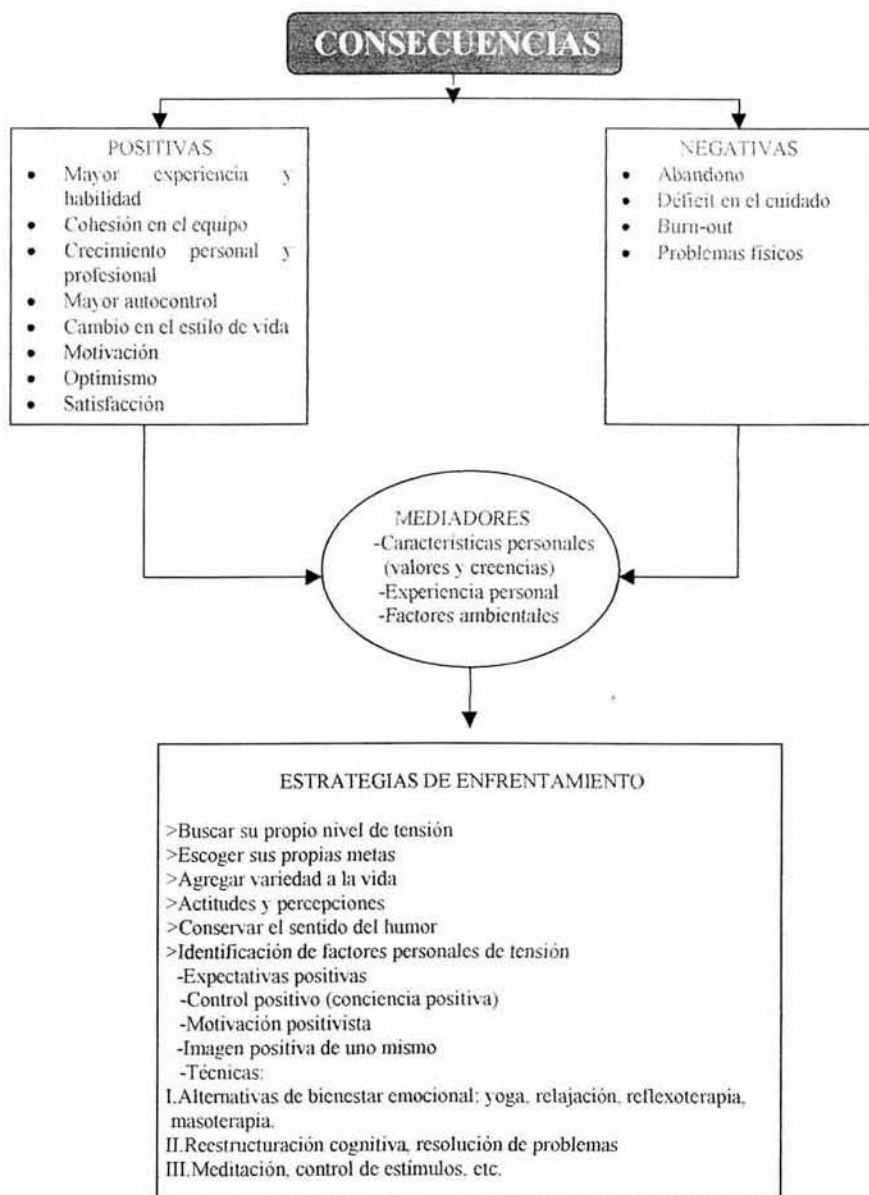 CONSECUENCIAS
POSITIVAS
• Mayor experiencia y
habilidad
• Cohesión en el equipo
• Crecimiento personal y
profesional
• Mayor autocontrol
• Cambio en el estilo de vida
• Motivación
• Optimismo
• Satisfacción
NEGATIVAS
• Abandono
• Déficit en el cuidado
• Burn-out
• Problemas físicos
MEDIADORES
-Características personales
(valores y creencias)
-Experiencia personal
-Factores ambientales
ESTRATEGIAS DE ENFRENTAMIENTO
>Buscar su propio nivel de tensión
>Escoger sus propias metas
>Agregar variedad a la vida
>Actitudes y percepciones
>Conservar el sentido del humor
>Identificación de factores personales de tensión
-Expectativas positivas
-Control positivo (conciencia positiva)
-Motivación positivista
-Imagen positiva de uno mismo
-Técnicas:
I.Alternativas de bienestar emocional: yoga, relajación, reflexoterapia,
masoterapia.
II.Reestructuración cognitiva, resolución de problemas
III.Meditación, control de estímulos, etc.